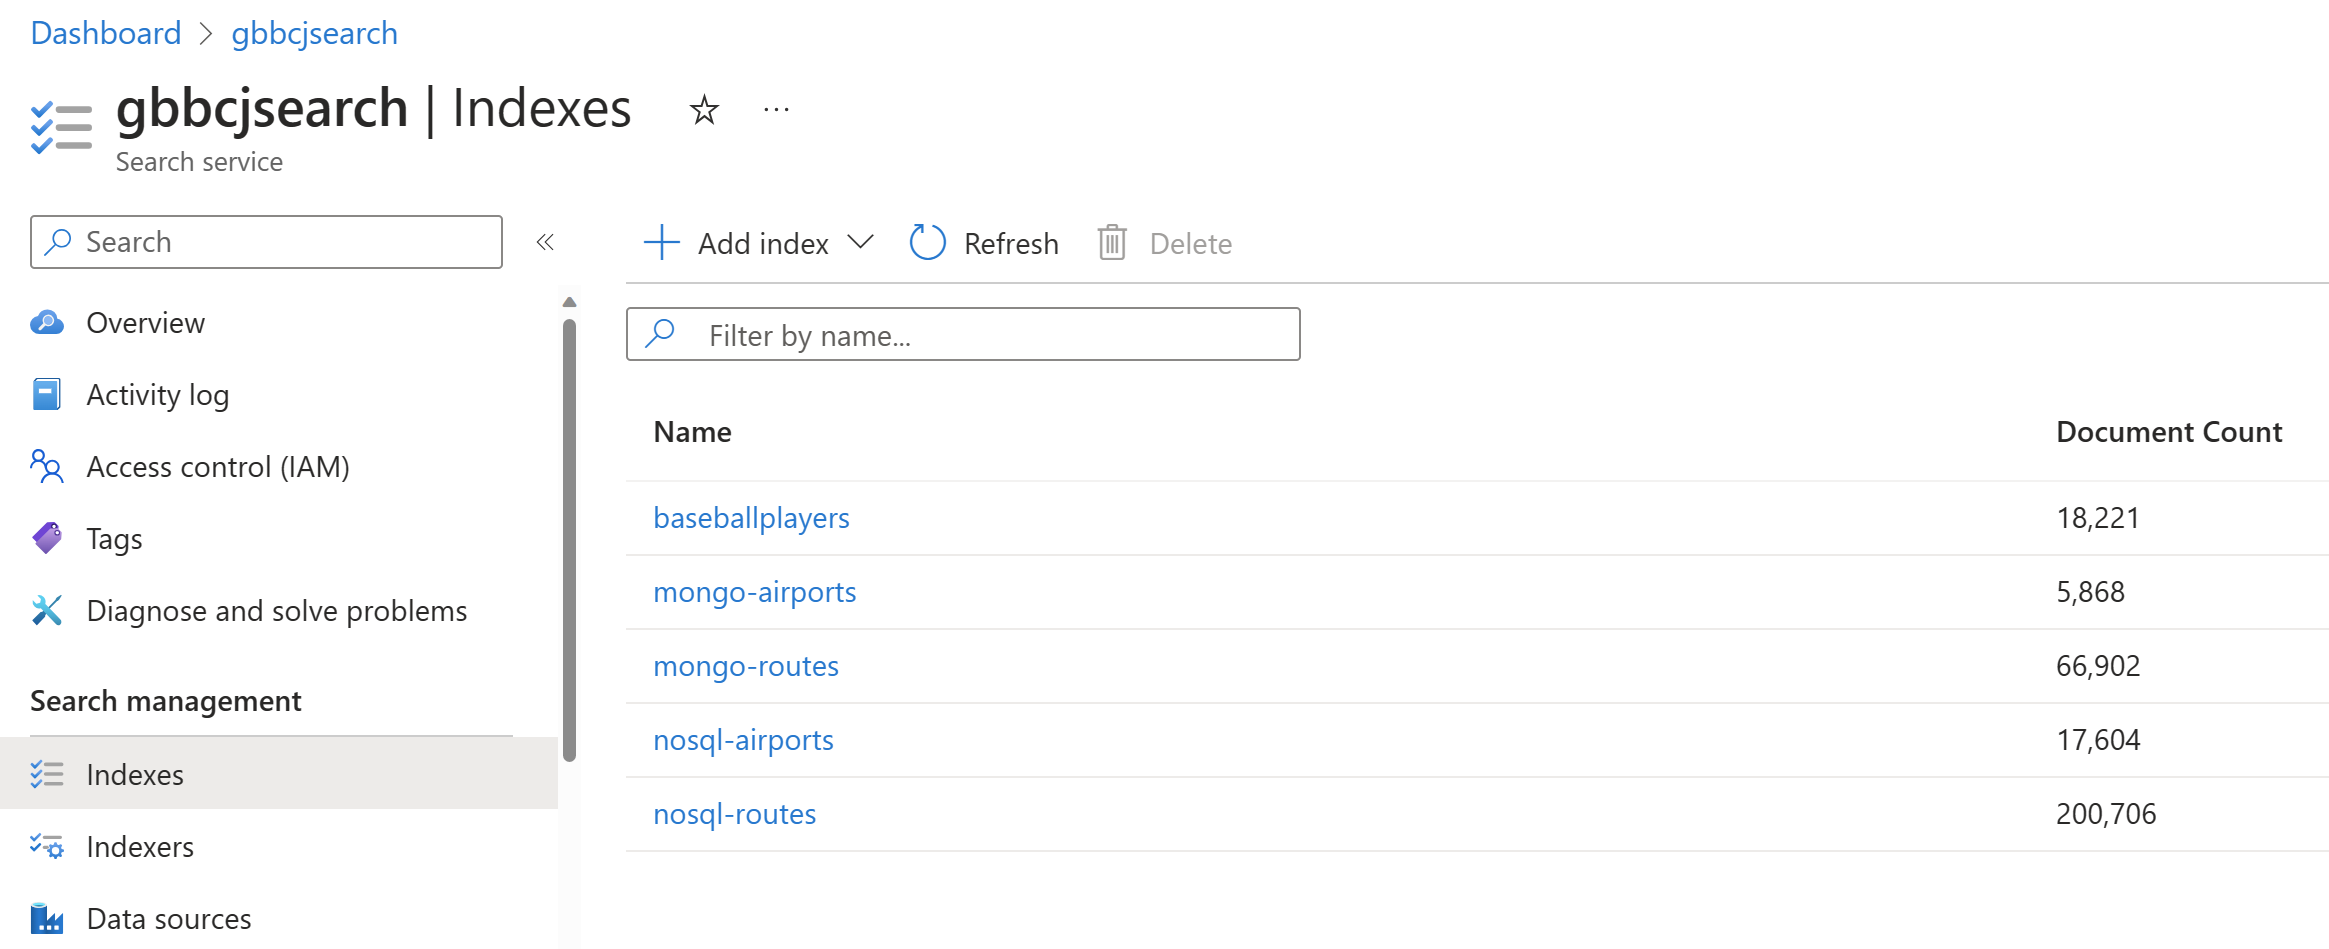 Dashboard > gbbcjsearch
gbbcjsearch | Indexes
Search service
Search
Overview
Activity log
Access control (IAM)
Tags
Diagnose and solve problems
Search management
Indexes
Indexers
Data sources
Add index Refresh Delete
Filter by name...
Name Document Count
baseballplayers 18,221
mongo-airports 5,868
mongo-routes 66,902
nosql-airports 17,604
nosql-routes 200,706